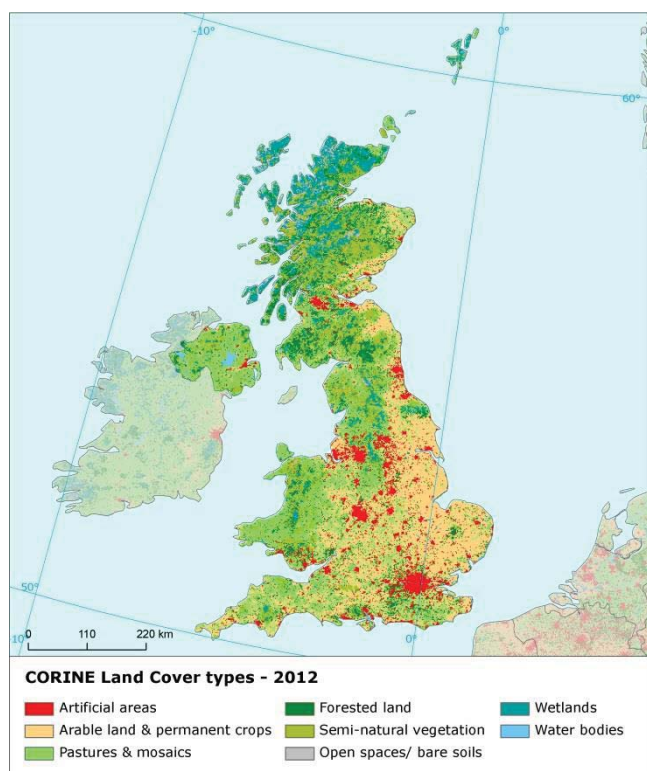 -10°
0°
60°
50°
10°
0°
0 110 220 km
CORINE Land Cover types - 2012
Artificial areas
Forested land
Wetlands
Arable land & permanent crops
Semi-natural vegetation
Water bodies
Pastures & mosaics
Open spaces/ bare soils